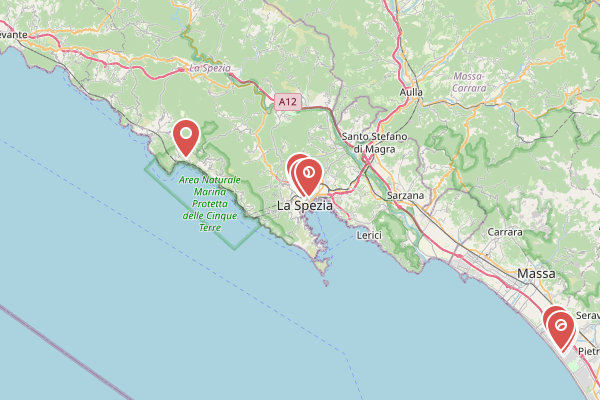 evante
La Spezia
Massa
Carrara
Aulla
A12
Santo Stefano
di Magra
Area Naturale
Marina
Protetta
delle Cinque
Terre
La Spezia
Sarzana
Lerici
Carrara
Massa
Serav
Pietr